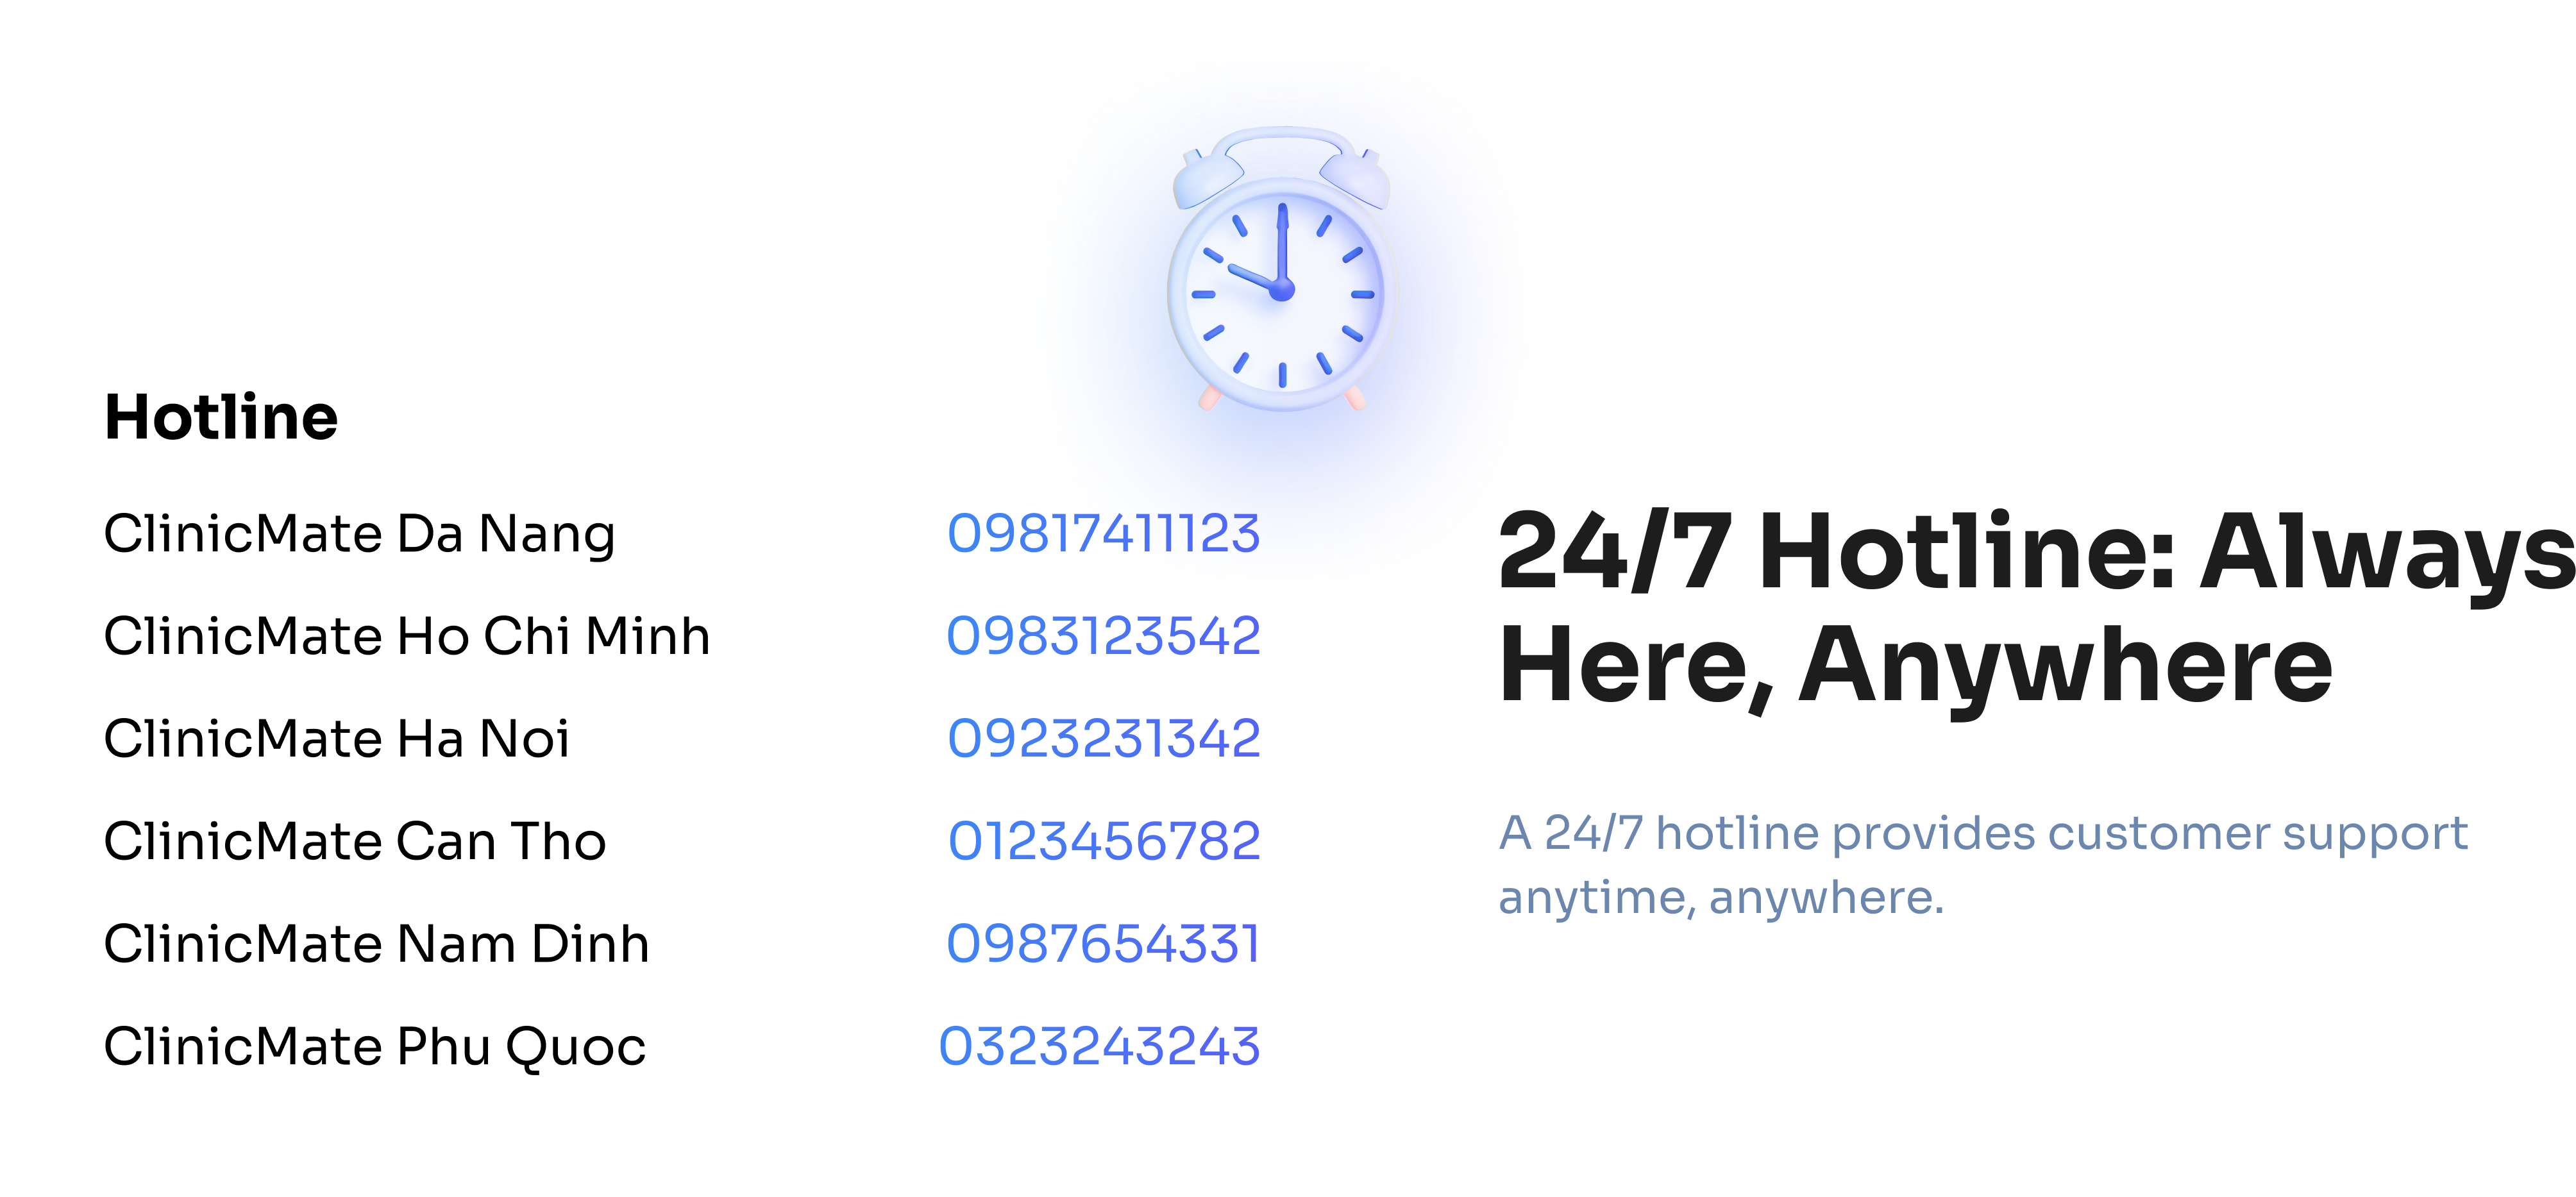 Hotline
ClinicMate Da Nang 09817411123
ClinicMate Ho Chi Minh 0983123542
ClinicMate Ha Noi 0923231342
ClinicMate Can Tho 0123456782
ClinicMate Nam Dinh 0987654331
ClinicMate Phu Quoc 0323243243
24/7 Hotline: Always
Here, Anywhere
A 24/7 hotline provides customer support
anytime, anywhere.